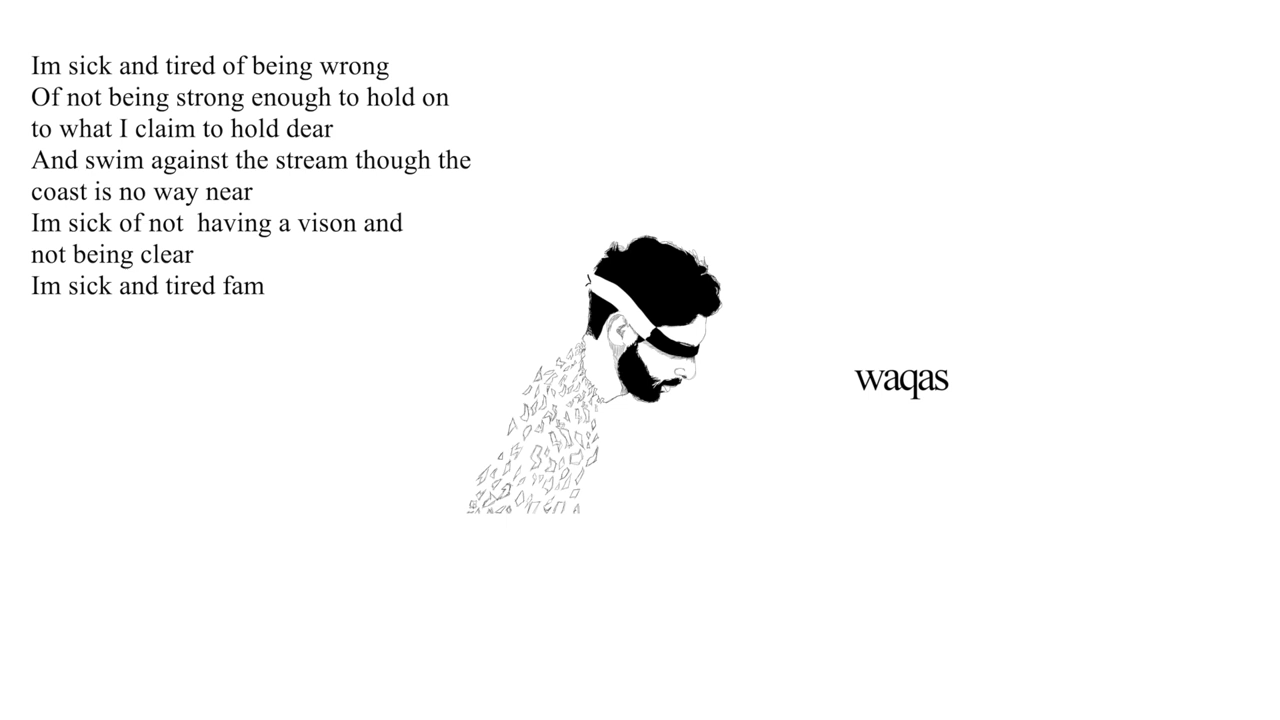 Im sick and tired of being wrong
Of not being strong enough to hold on
to what I claim to hold dear
And swim against the stream though the
coast is no way near
Im sick of not  having a vison and
not being clear
Im sick and tired fam
waqas